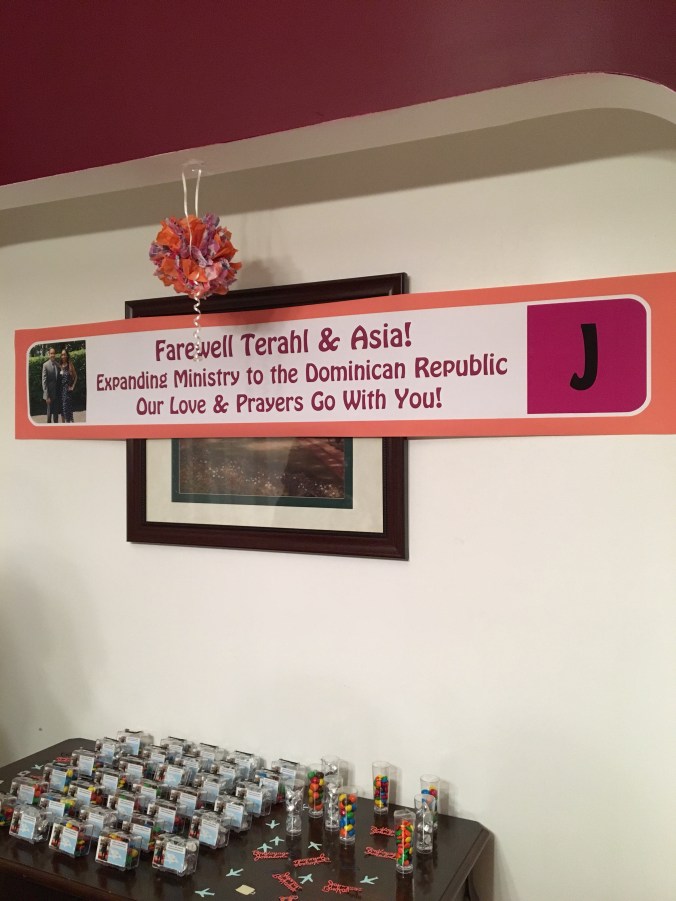 Farewell Terahl & Asia!
Expanding Ministry to the Dominican Republic
Our Love & Prayers Go With You!
J